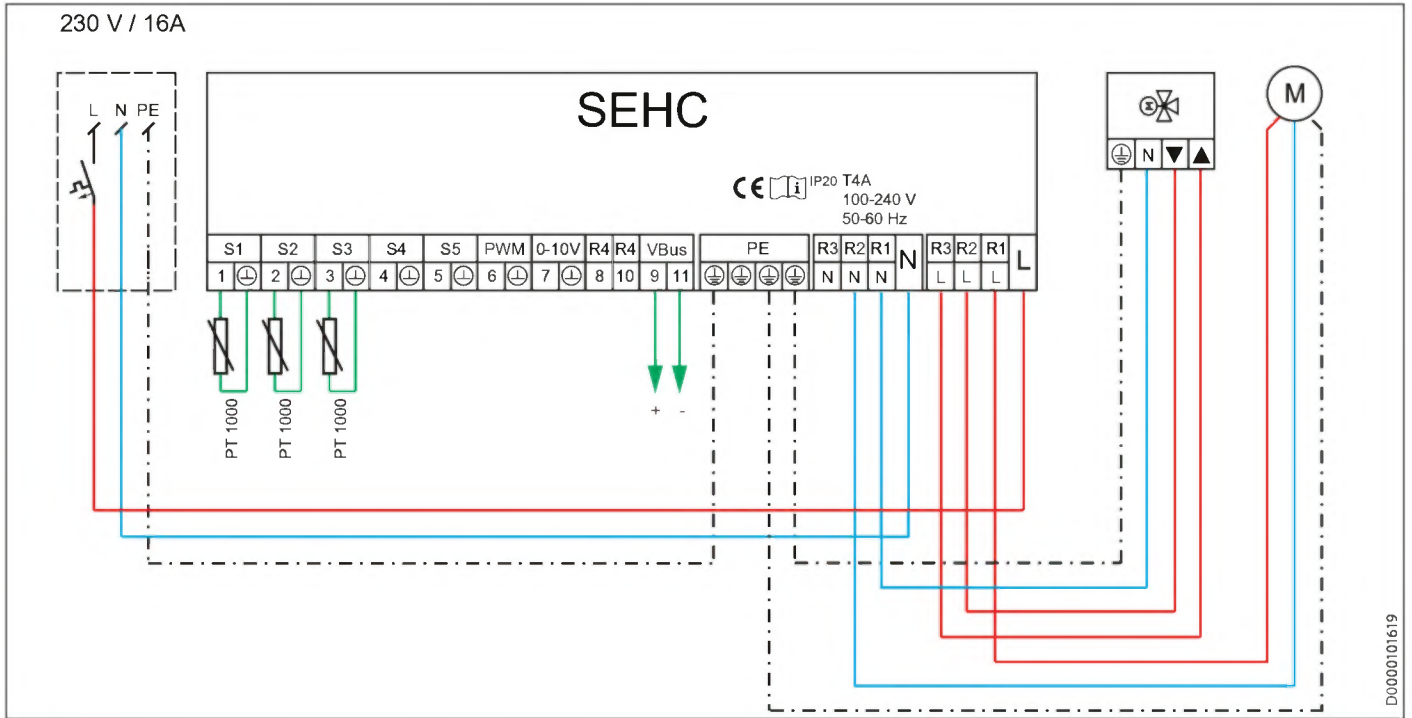 230 V / 16A
L N PE
SEHC
CE i IP20 T4A
100-240 V
50-60 Hz
S1 S2 S3 S4 S5 PWM 0-10V R4 R4 VBus PE R3 R2 R1 N R3 R2 R1 L
1 2 3 4 5 6 7 8 10 9 11 N N N L L L
PT 1000
PT 1000
PT 1000
+ -
N ▼ ▲
M
D0000101619